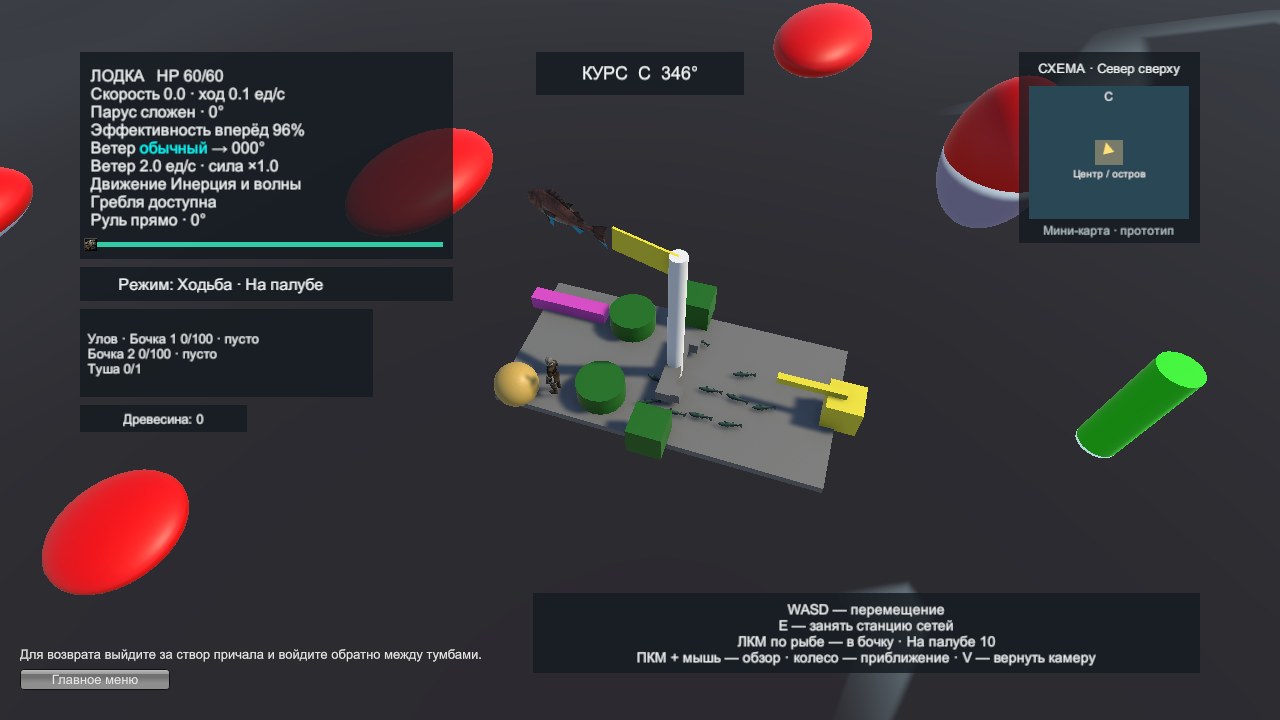 ЛОДКА HP 60/60
Скорость 0.0 · ход 0.1 ед/с
Парус сложен · 0°
Эффективность вперёд 96%
Ветер обычный → 000°
Ветер 2.0 ед/с · сила ×1.0
Движение Инерция и волны
Гребля доступна
Руль прямо · 0°
Режим: Ходьба · На палубе
Улов · Бочка 1 0/100 · пусто
Бочка 2 0/100 · пусто
Туша 0/1
Древесина: 0
КУРС С 346°
СХЕМА · Север сверху
С
Центр / остров
Мини-карта · прототип
WASD — перемещение
E — занять станцию сетей
ЛКМ по рыбе — в бочку · На палубе 10
ПКМ + мышь — обзор · колесо — приближение · V — вернуть камеру
Для возврата выйдите за створ причала и войдите обратно между тумбами.
Главное меню